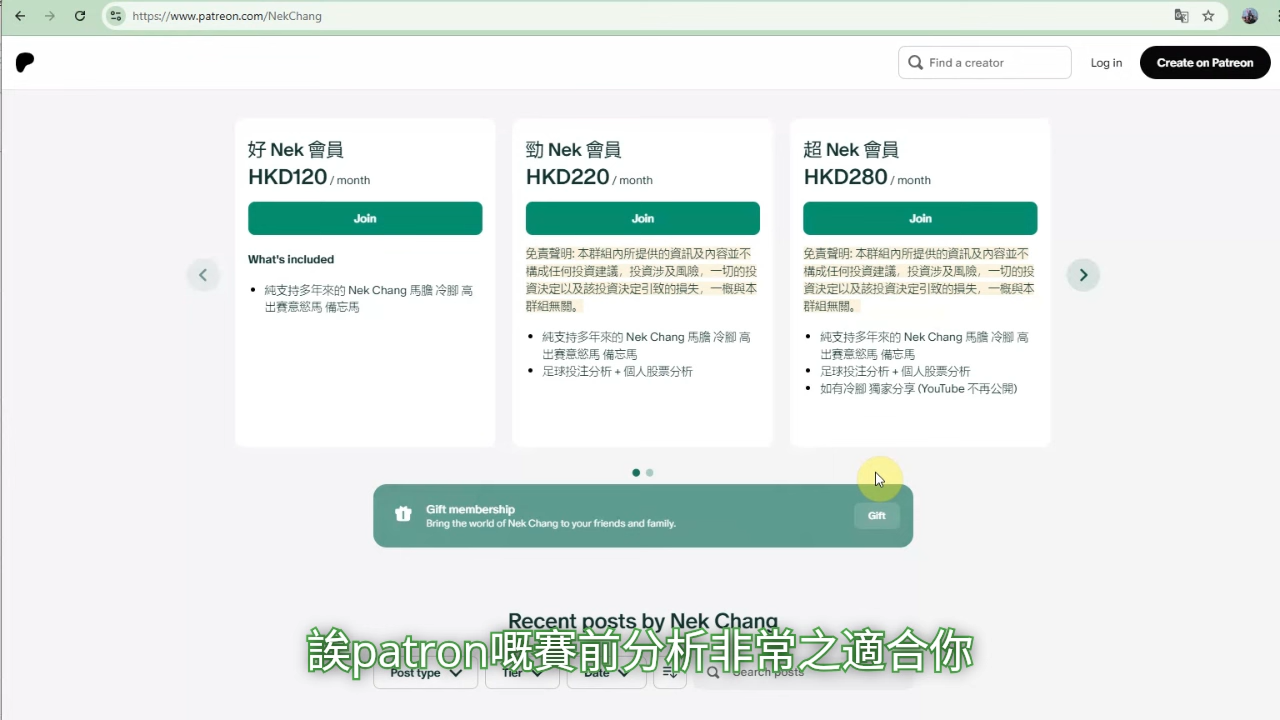 https://www.patreon.com/NekChang
Find a creator
Log in
Create on Patreon
好 Nek 會員
HKD120 / month
Join
What's included
純支持多年來的 Nek Chang 馬膽 冷腳 高
出賽意慾馬 備忘馬
勁 Nek 會員
HKD220 / month
Join
免責聲明: 本群組內所提供的資訊及內容並不
構成任何投資建議，投資涉及風險，一切的投
資決定以及該投資決定引致的損失，一概與本
群組無關。
純支持多年來的 Nek Chang 馬膽 冷腳 高
出賽意慾馬 備忘馬
足球投注分析 + 個人股票分析
超 Nek 會員
HKD280 / month
Join
免責聲明: 本群組內所提供的資訊及內容並不
構成任何投資建議，投資涉及風險，一切的投
資決定以及該投資決定引致的損失，一概與本
群組無關。
純支持多年來的 Nek Chang 馬膽 冷腳 高
出賽意慾馬 備忘馬
足球投注分析 + 個人股票分析
如有冷腳 獨家分享 (YouTube 不再公開)
Gift membership
Bring the world of Nek Chang to your friends and family.
Gift
Recent posts by Nek Chang
誒patron嘅賽前分析非常之適合你
Post type
Tier
Date
Search posts